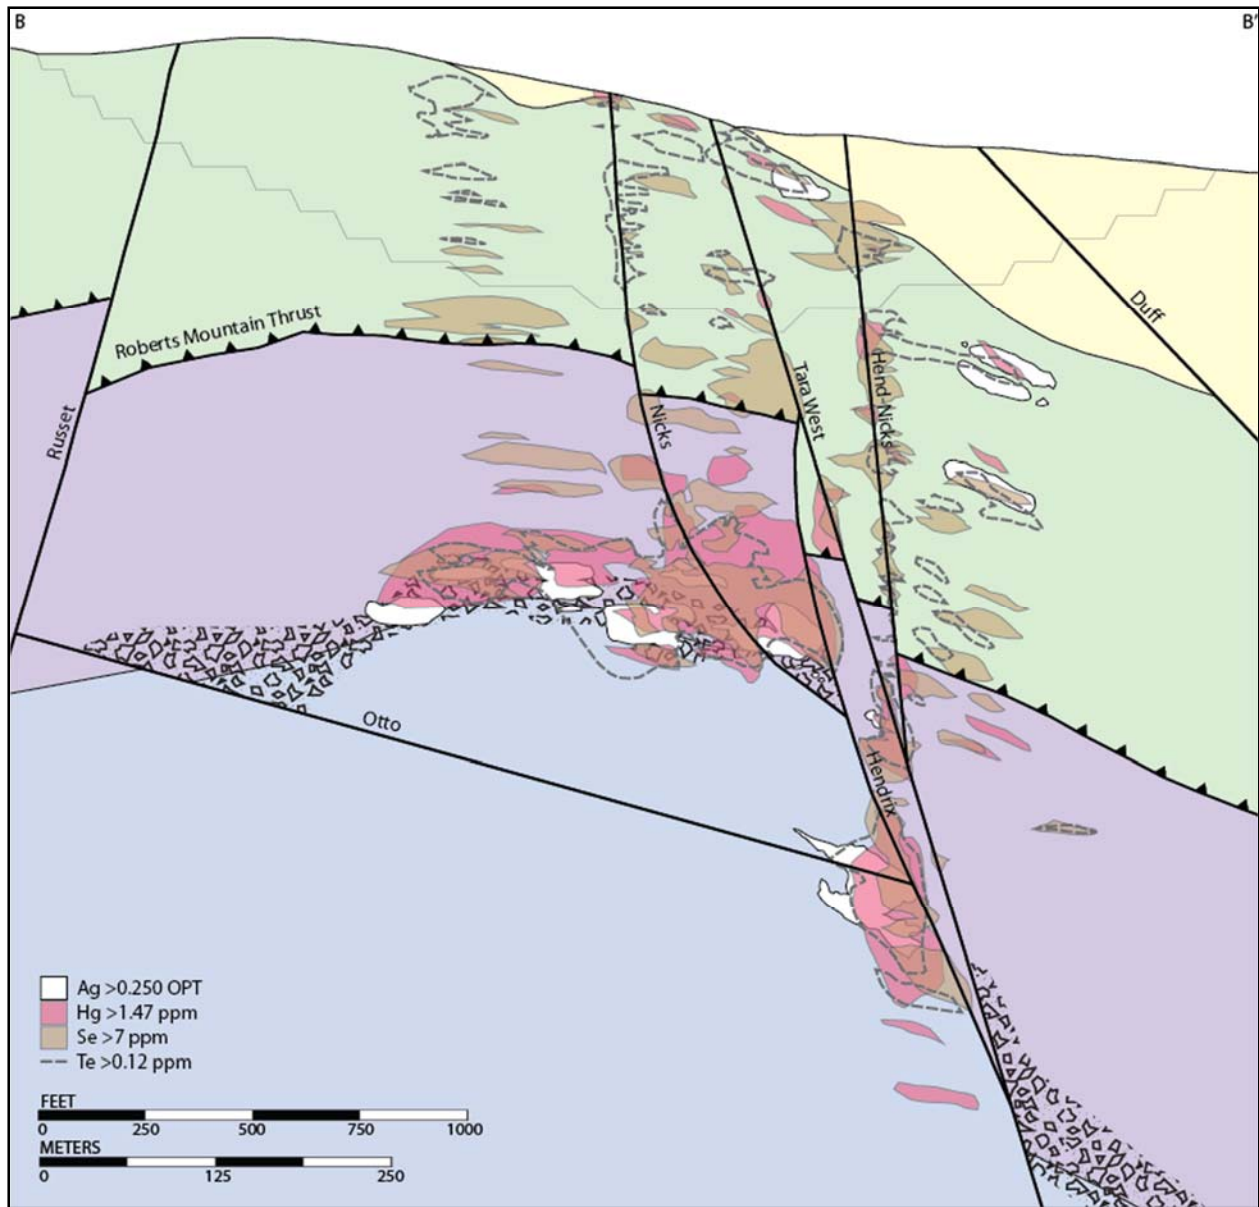 B
B'
Roberts Mountain Thrust
Duff
Tara West
Hend-Nicks
Nicks
Russet
Otto
Hendrix
Ag >0.250 OPT
Hg >1.47 ppm
Se >7 ppm
Te >0.12 ppm
FEET
0 250 500 750 1000
METERS
0 125 250